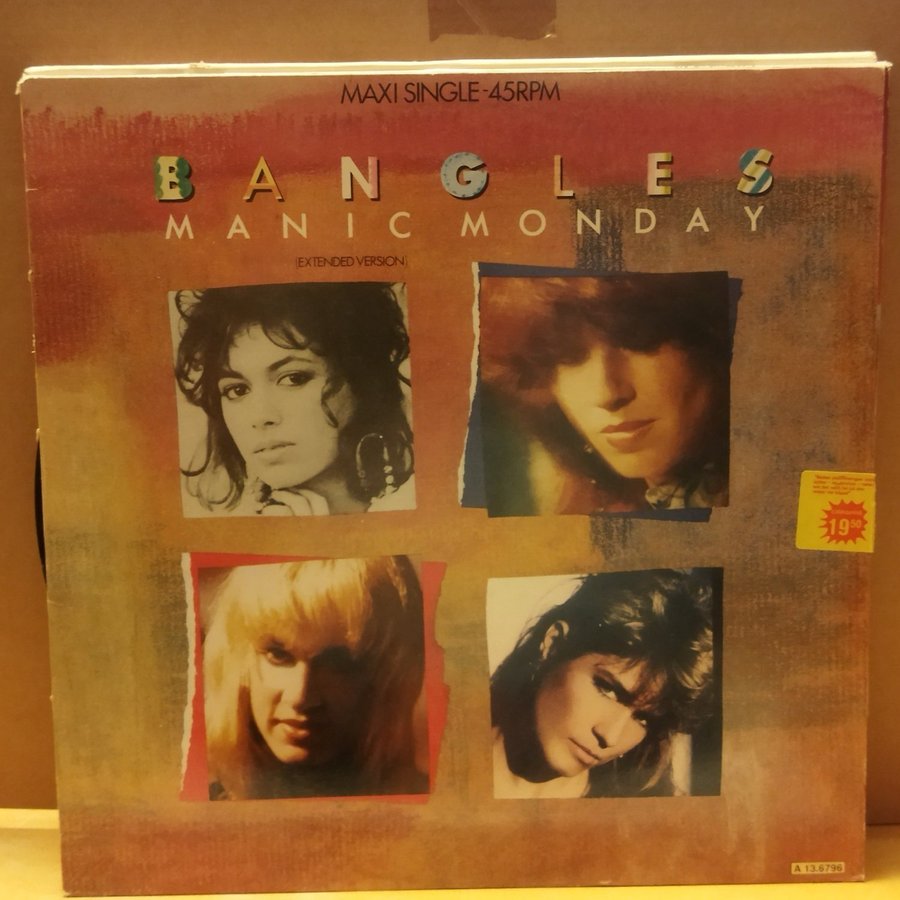 MAXI SINGLE-45RPM
BANGLES
MANIC MONDAY
(EXTENDED VERSION)
19.50
A 13.6796